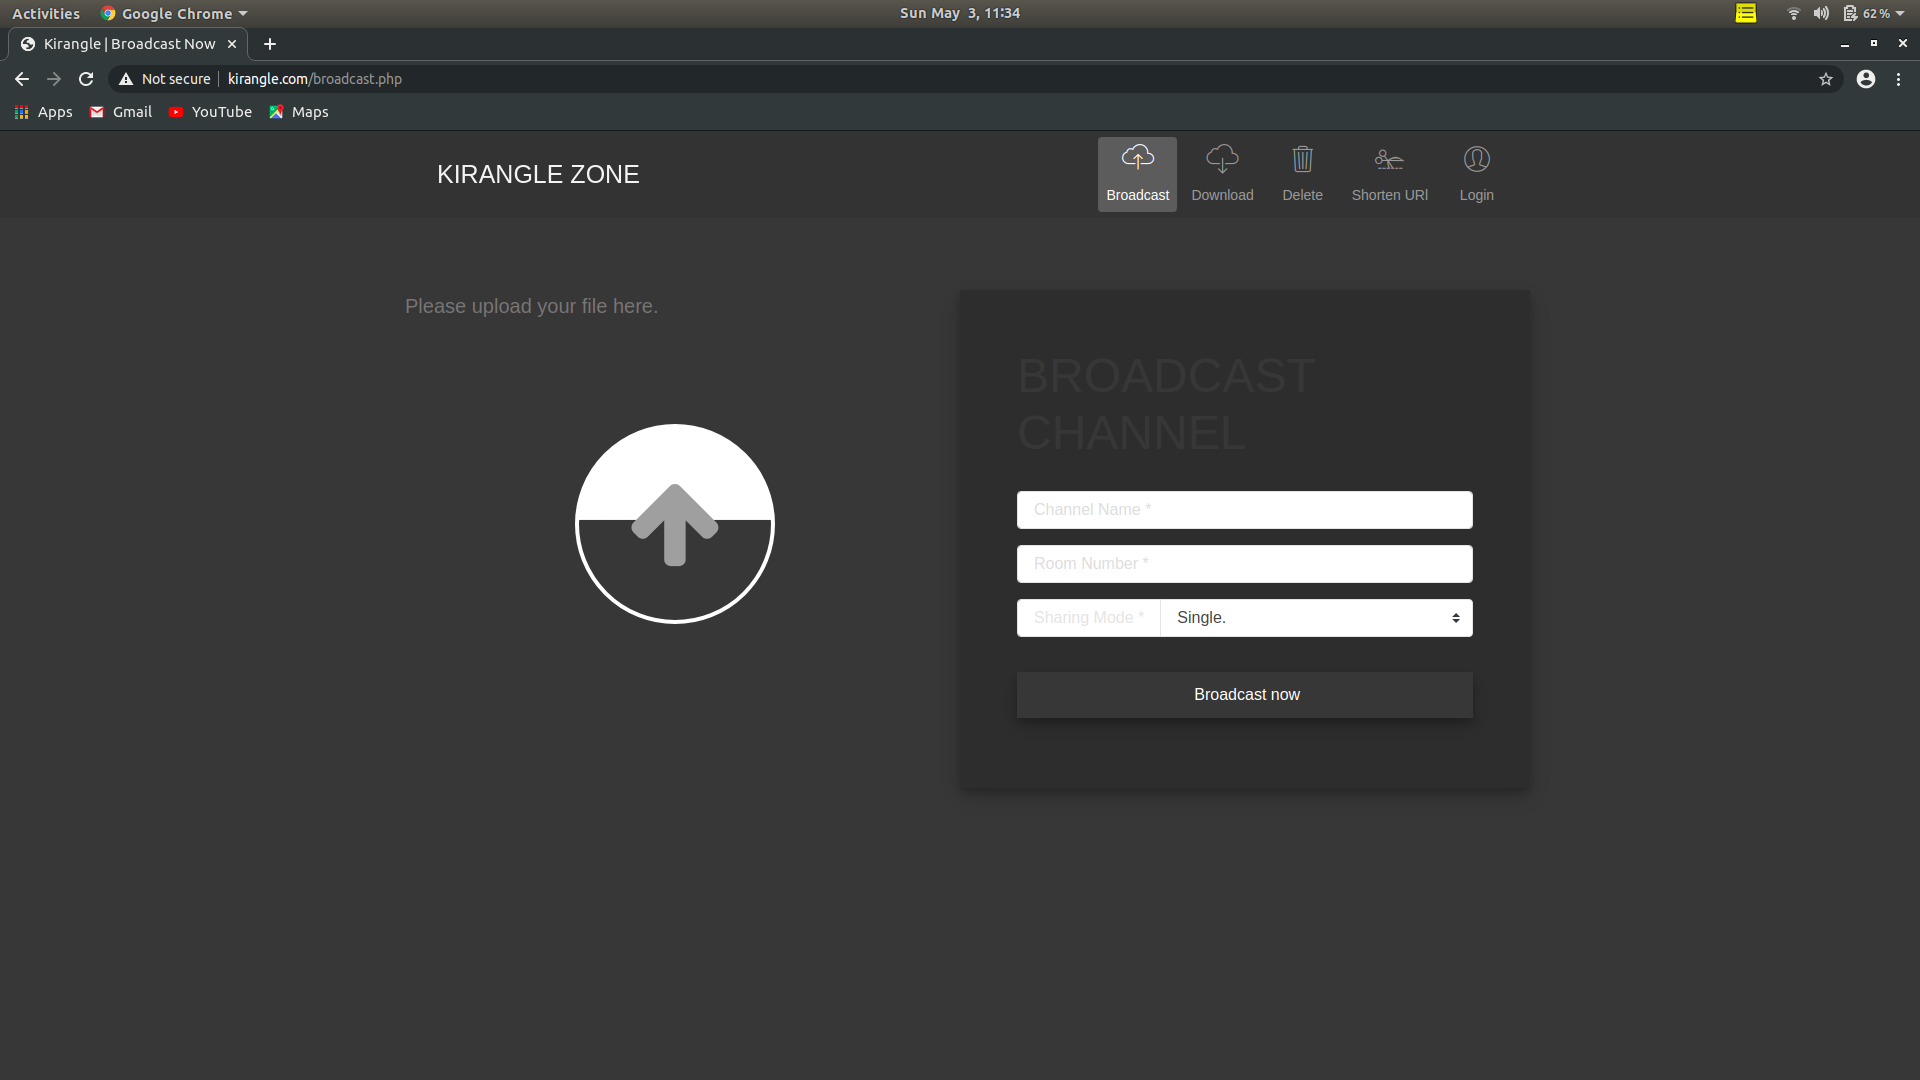 Activities Google Chrome Sun May 3, 11:34 62 %
Kirangle | Broadcast Now
Not secure kirangle.com/broadcast.php
Apps Gmail YouTube Maps
KIRANGLE ZONE
Broadcast Download Delete Shorten URl Login
Please upload your file here.
BROADCAST
CHANNEL
Channel Name *
Room Number *
Sharing Mode * Single.
Broadcast now